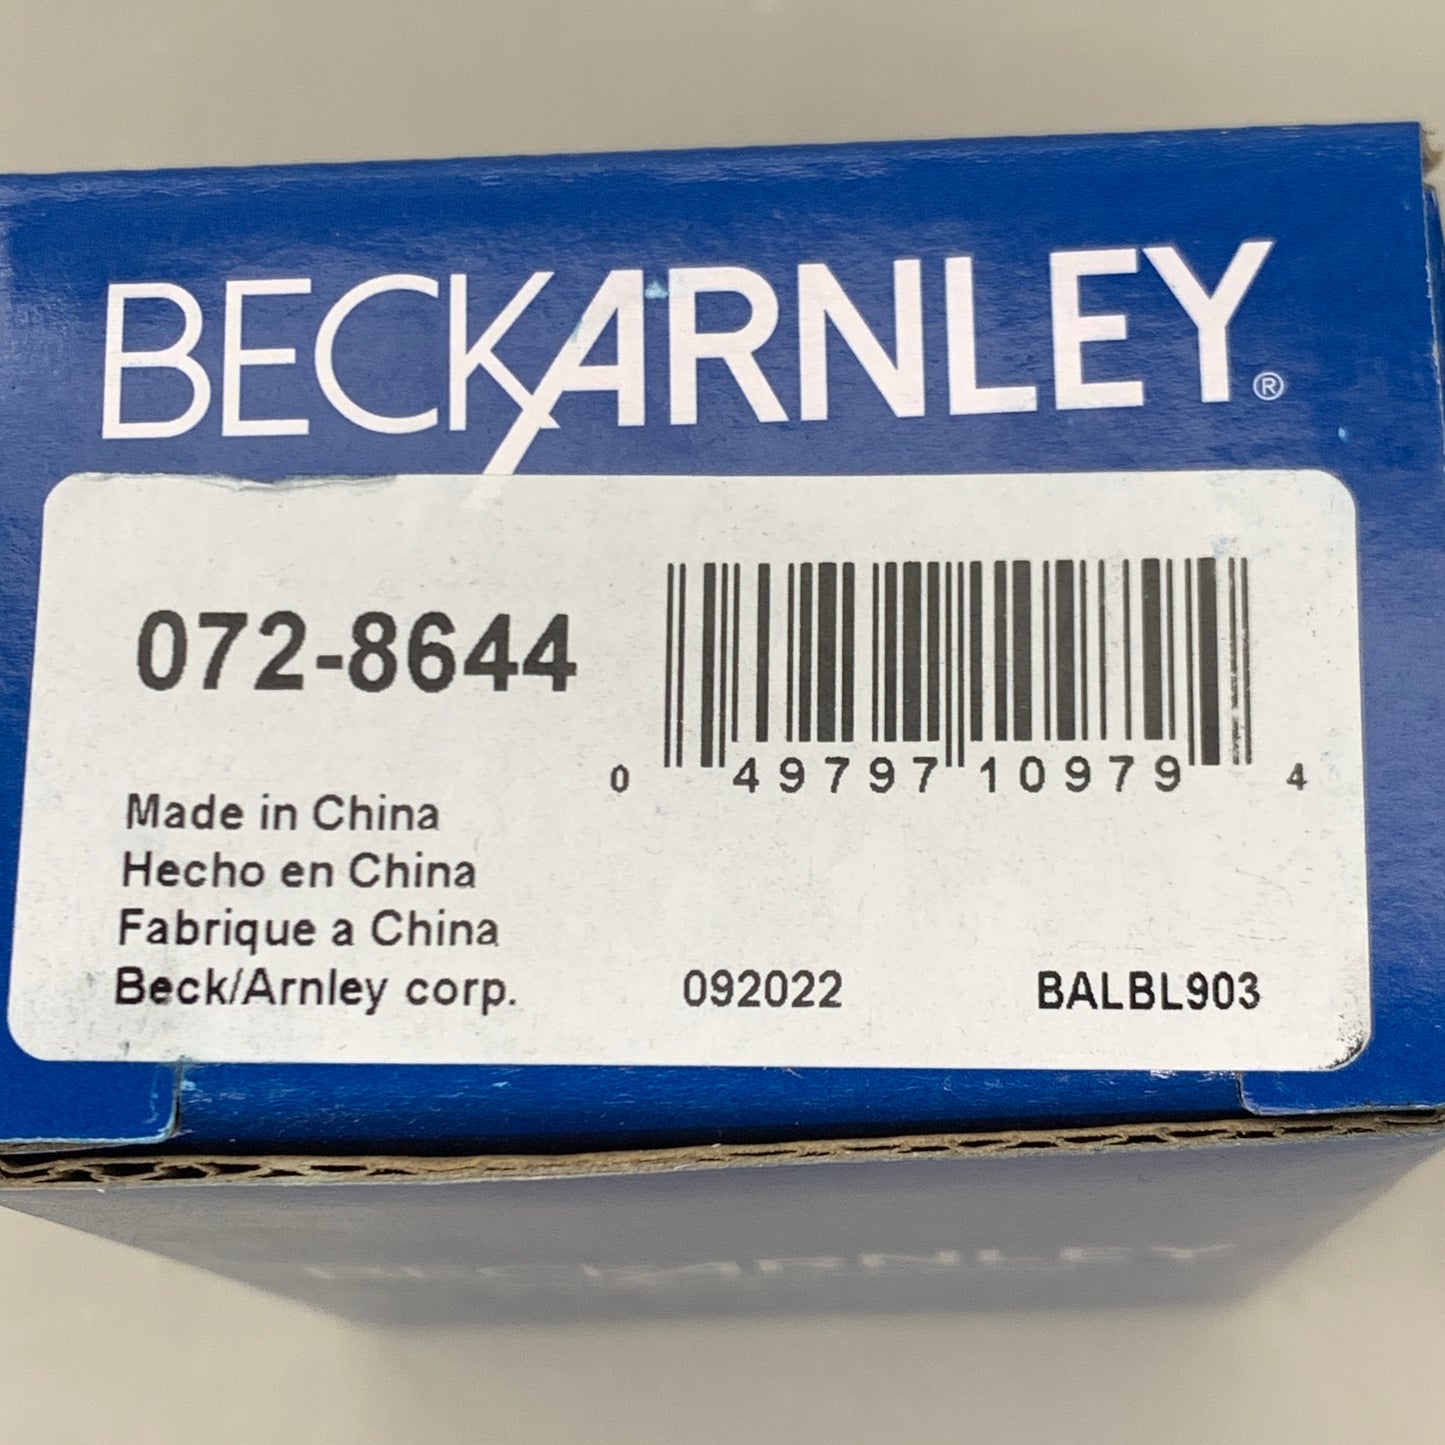 BECKARNLEY®
072-8644
0 49797 10979 4
Made in China
Hecho en China
Fabrique a China
Beck/Arnley corp.
092022
BALBL903
BECKARNLEY